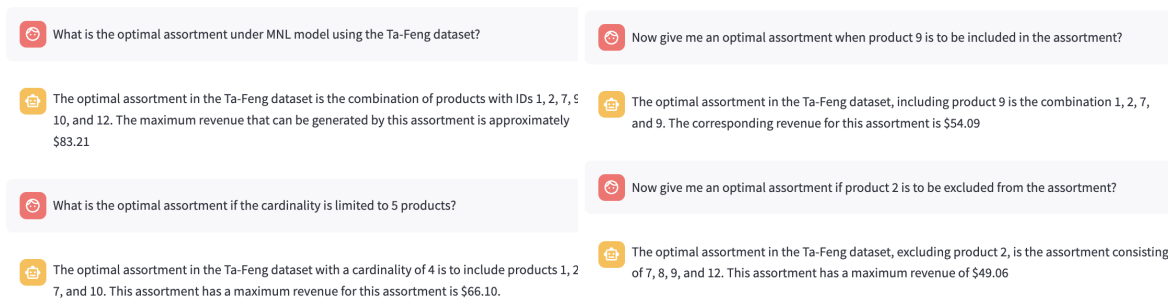 What is the optimal assortment under MNL model using the Ta-Feng dataset?
The optimal assortment in the Ta-Feng dataset is the combination of products with IDs 1, 2, 7, 9
10, and 12. The maximum revenue that can be generated by this assortment is approximately
$83.21
What is the optimal assortment if the cardinality is limited to 5 products?
The optimal assortment in the Ta-Feng dataset with a cardinality of 4 is to include products 1, 2
7, and 10. This assortment has a maximum revenue for this assortment is $66.10.
Now give me an optimal assortment when product 9 is to be included in the assortment?
The optimal assortment in the Ta-Feng dataset, including product 9 is the combination 1, 2, 7,
and 9. The corresponding revenue for this assortment is $54.09
Now give me an optimal assortment if product 2 is to be excluded from the assortment?
The optimal assortment in the Ta-Feng dataset, excluding product 2, is the assortment consisting
of 7, 8, 9, and 12. This assortment has a maximum revenue of $49.06